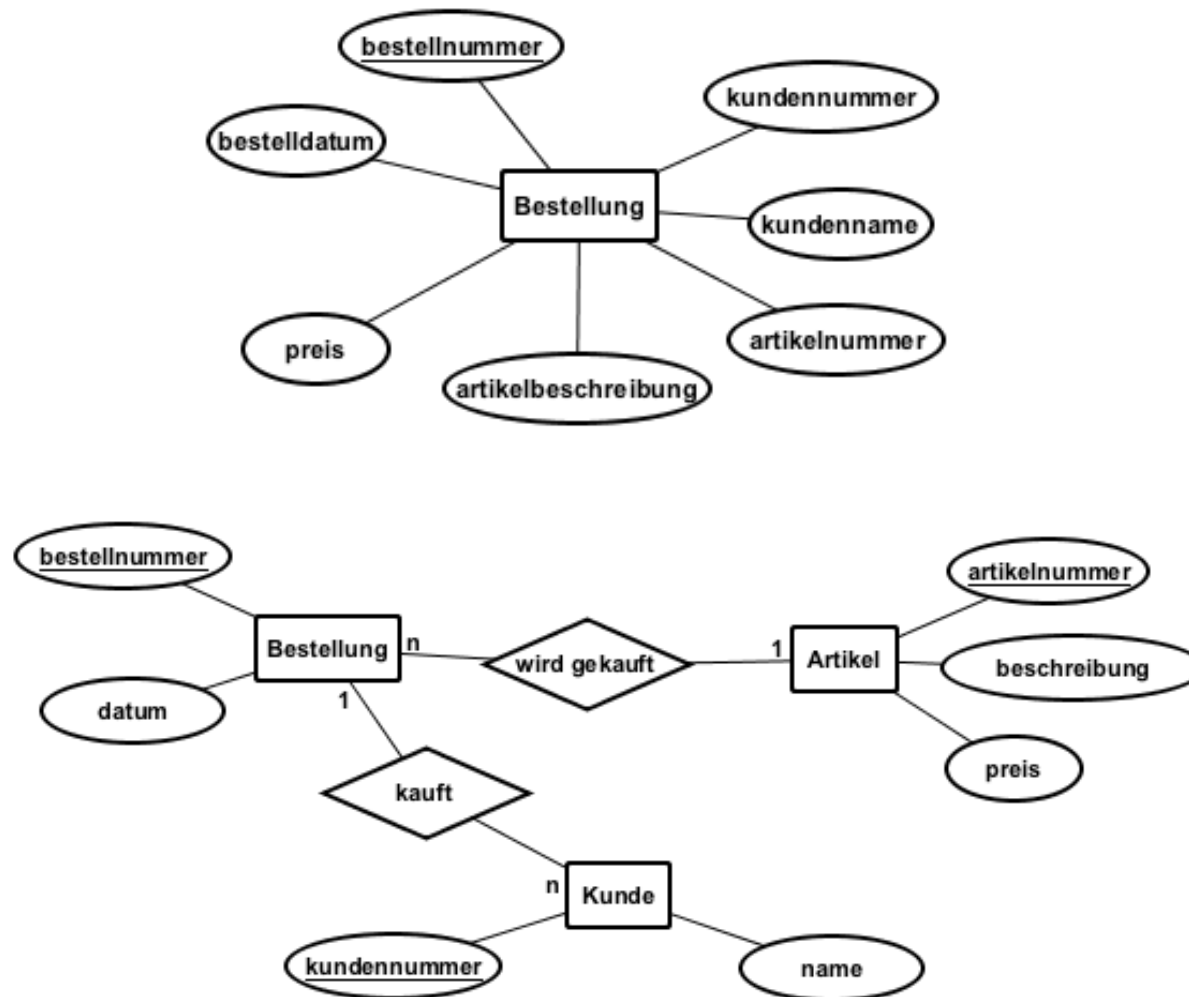 bestellnummer
kundennummer
bestelldatum
Bestellung
kundenname
preis
artikelnummer
artikelbeschreibung
bestellnummer
artikelnummer
Bestellung
n
wird gekauft
1
Artikel
beschreibung
datum
1
preis
kauft
n
Kunde
kundennummer
name